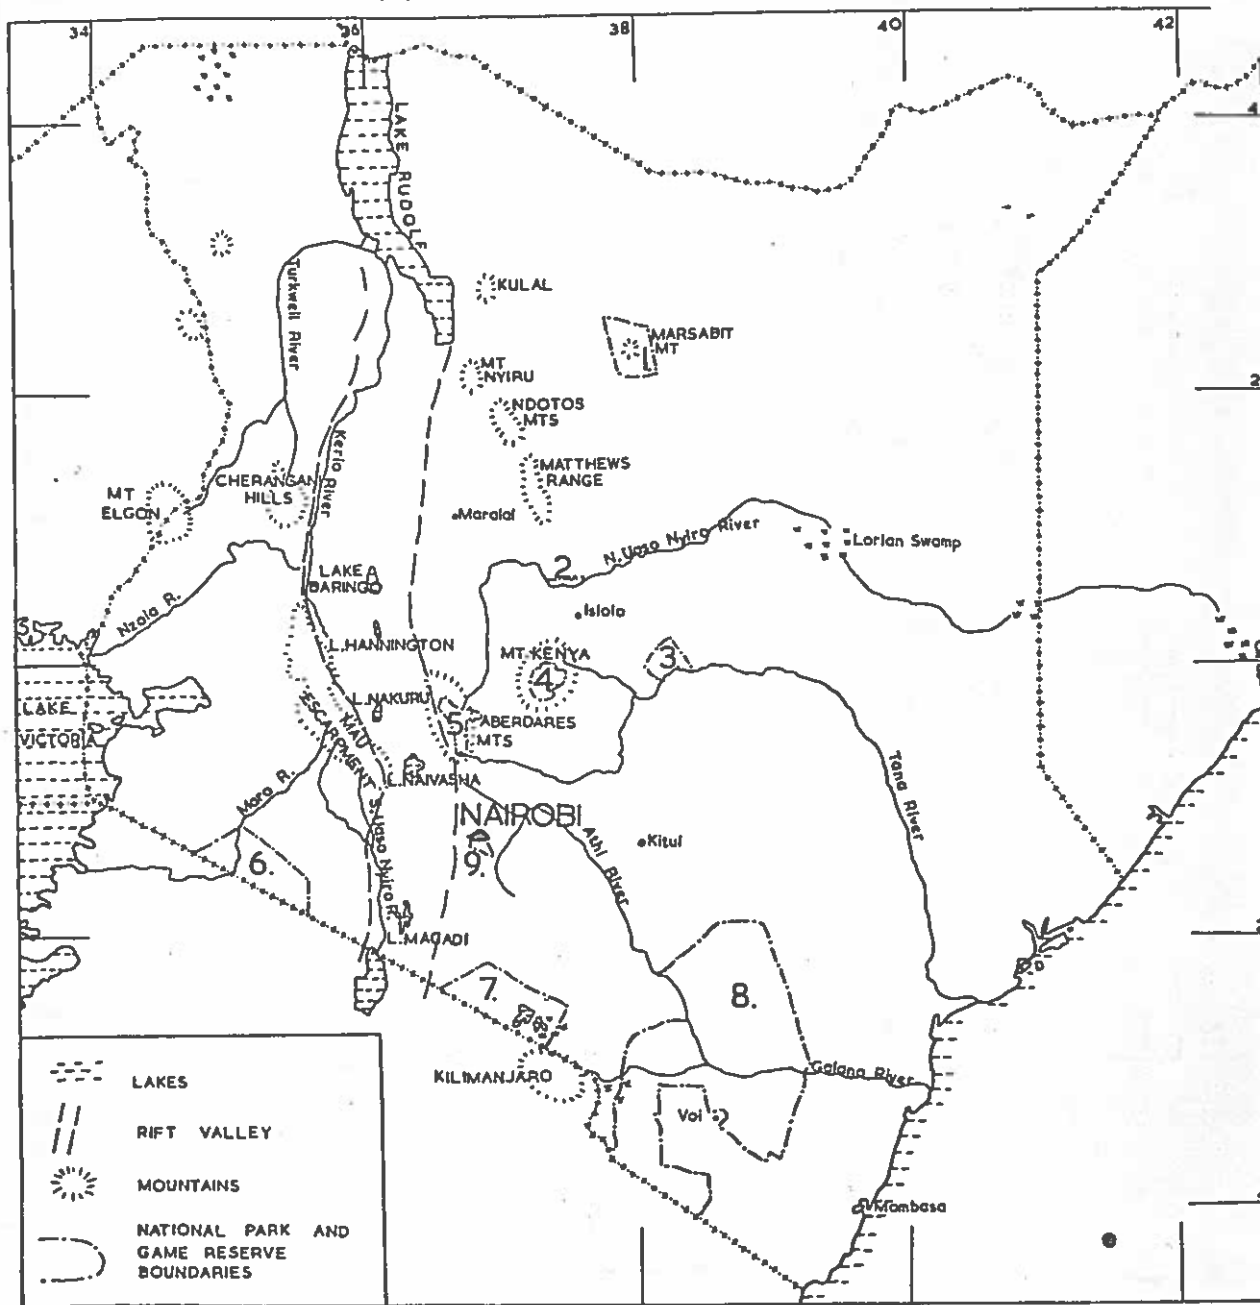 34
36
38
40
42
4
LAKE RUDOLF
Turkwell River
KULAL
MARSABIT
MT
2
MT
NYIRU
NDOTOS
MTS
Kerio River
MATTHEWS
RANGE
CHERANGANI
HILLS
MT
ELGON
Maralal
N.Uaso Nyiro River
Lorian Swamp
2
LAKE
BARINGO
Isiolo
Nzoia R.
L.HANNINGTON
MT KENYA
3
4
L.NAKURU
LAKE
VICTORIA
MAU
ESCARPMENT
5
ABERDARES
MTS
L.NAIVASHA
Tana River
Mara R.
NAIROBI
S.Uaso Nyiro R.
Athi River
Kitui
6.
9.
L.MAGADI
7.
8.
KILIMANJARO
Galana River
Voi
Mombasa
LAKES
RIFT VALLEY
MOUNTAINS
NATIONAL PARK AND
GAME RESERVE
BOUNDARIES